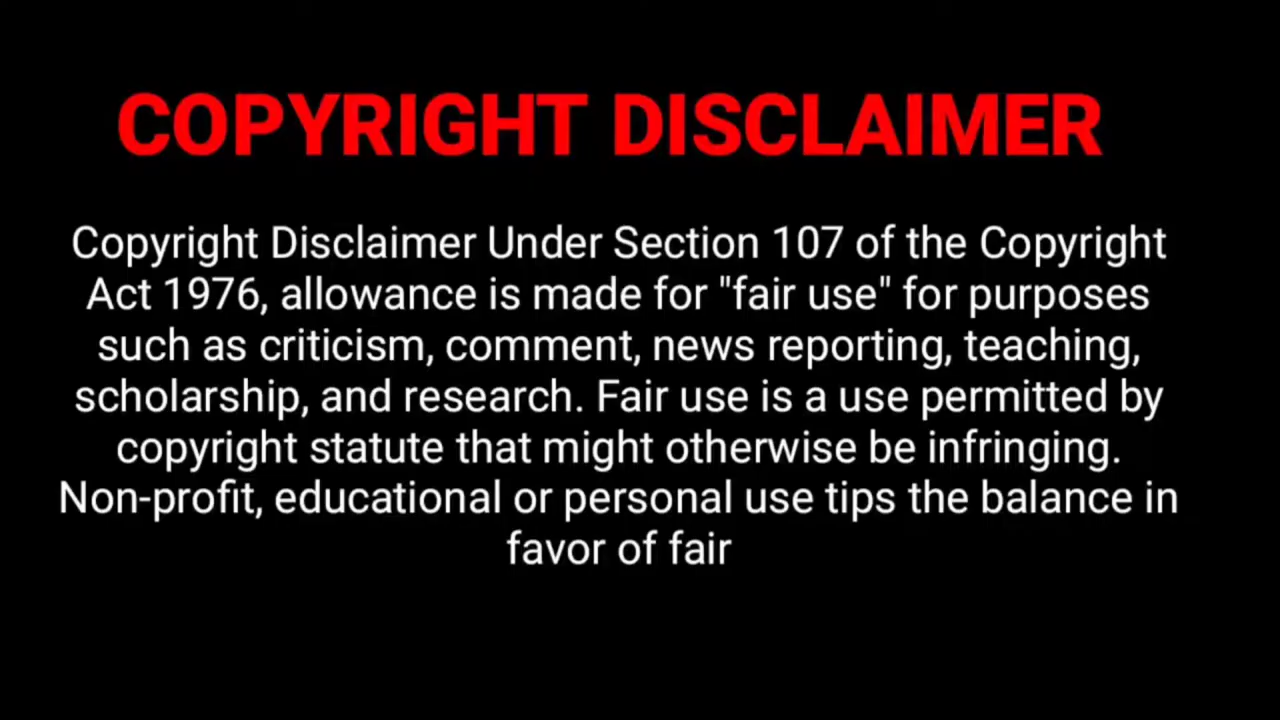 COPYRIGHT DISCLAIMER
Copyright Disclaimer Under Section 107 of the Copyright
Act 1976, allowance is made for "fair use" for purposes
such as criticism, comment, news reporting, teaching,
scholarship, and research. Fair use is a use permitted by
copyright statute that might otherwise be infringing.
Non-profit, educational or personal use tips the balance in
favor of fair